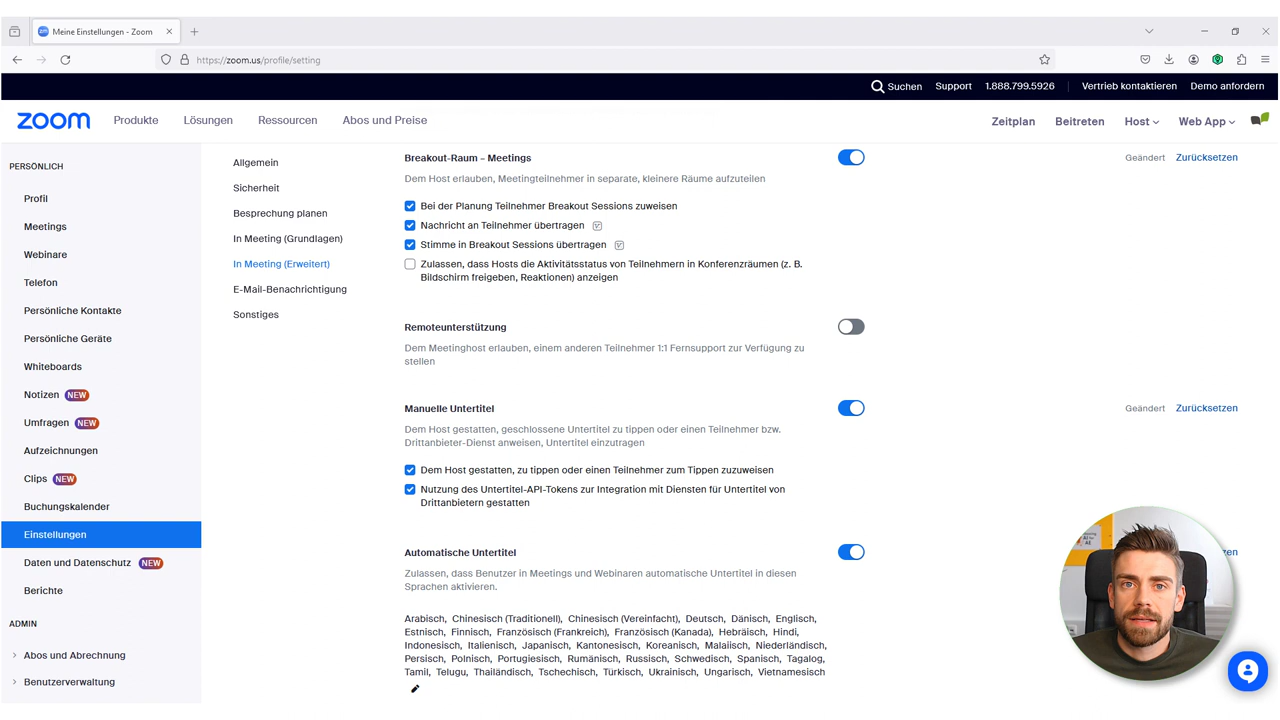 Meine Einstellungen - Zoom
https://zoom.us/profile/setting
Suchen Support 1.888.799.5926 Vertrieb kontaktieren Demo anfordern
zoom Produkte Lösungen Ressourcen Abos und Preise Zeitplan Beitreten Host Web App
PERSÖNLICH
Profil
Meetings
Webinare
Telefon
Persönliche Kontakte
Persönliche Geräte
Whiteboards
Notizen NEW
Umfragen NEW
Aufzeichnungen
Clips NEW
Buchungskalender
Einstellungen
Daten und Datenschutz NEW
Berichte
ADMIN
Abos und Abrechnung
Benutzerverwaltung
Allgemein
Sicherheit
Besprechung planen
In Meeting (Grundlagen)
In Meeting (Erweitert)
E-Mail-Benachrichtigung
Sonstiges
Breakout-Raum – Meetings
Geändert Zurücksetzen
Dem Host erlauben, Meetingteilnehmer in separate, kleinere Räume aufzuteilen
Bei der Planung Teilnehmer Breakout Sessions zuweisen
Nachricht an Teilnehmer übertragen
Stimme in Breakout Sessions übertragen
Zulassen, dass Hosts die Aktivitätsstatus von Teilnehmern in Konferenzräumen (z. B.
Bildschirm freigeben, Reaktionen) anzeigen
Remoteunterstützung
Dem Meetinghost erlauben, einem anderen Teilnehmer 1:1 Fernsupport zur Verfügung zu
stellen
Manuelle Untertitel
Geändert Zurücksetzen
Dem Host gestatten, geschlossene Untertitel zu tippen oder einen Teilnehmer bzw.
Drittanbieter-Dienst anweisen, Untertitel einzutragen
Dem Host gestatten, zu tippen oder einen Teilnehmer zum Tippen zuzuweisen
Nutzung des Untertitel-API-Tokens zur Integration mit Diensten für Untertitel von
Drittanbietern gestatten
Automatische Untertitel
Zulassen, dass Benutzer in Meetings und Webinaren automatische Untertitel in diesen
Sprachen aktivieren.
Arabisch, Chinesisch (Traditionell), Chinesisch (Vereinfacht), Deutsch, Dänisch, Englisch,
Estnisch, Finnisch, Französisch (Frankreich), Französisch (Kanada), Hebräisch, Hindi,
Indonesisch, Italienisch, Japanisch, Kantonesisch, Koreanisch, Malaiisch, Niederländisch,
Persisch, Polnisch, Portugiesisch, Rumänisch, Russisch, Schwedisch, Spanisch, Tagalog,
Tamil, Telugu, Thailändisch, Tschechisch, Türkisch, Ukrainisch, Ungarisch, Vietnamesisch